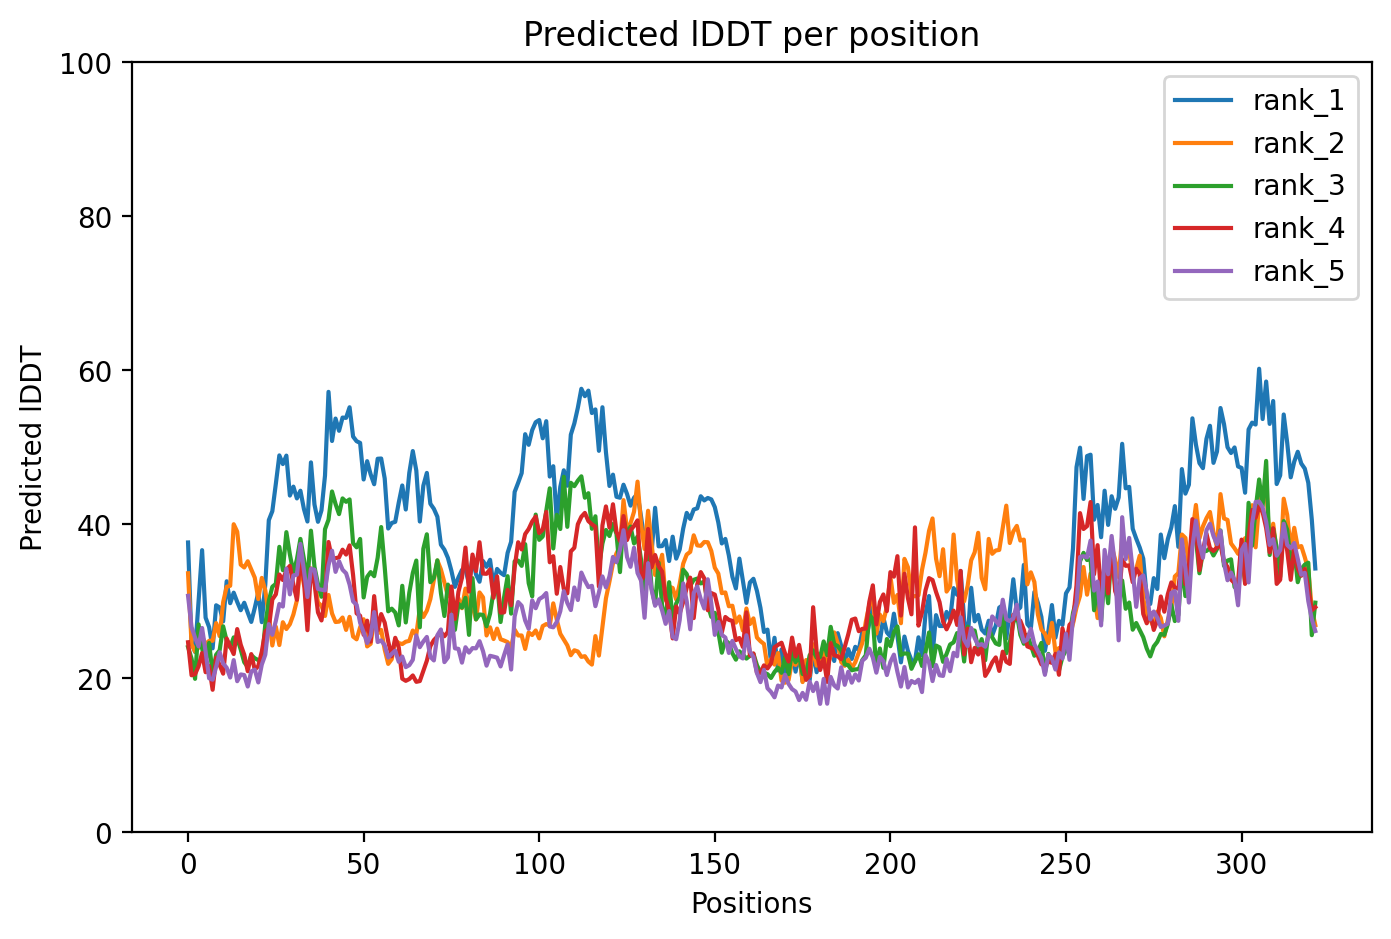 Predicted lDDT per position
100
80
60
40
20
0
Predicted lDDT
0 50 100 150 200 250 300
Positions
rank_1
rank_2
rank_3
rank_4
rank_5